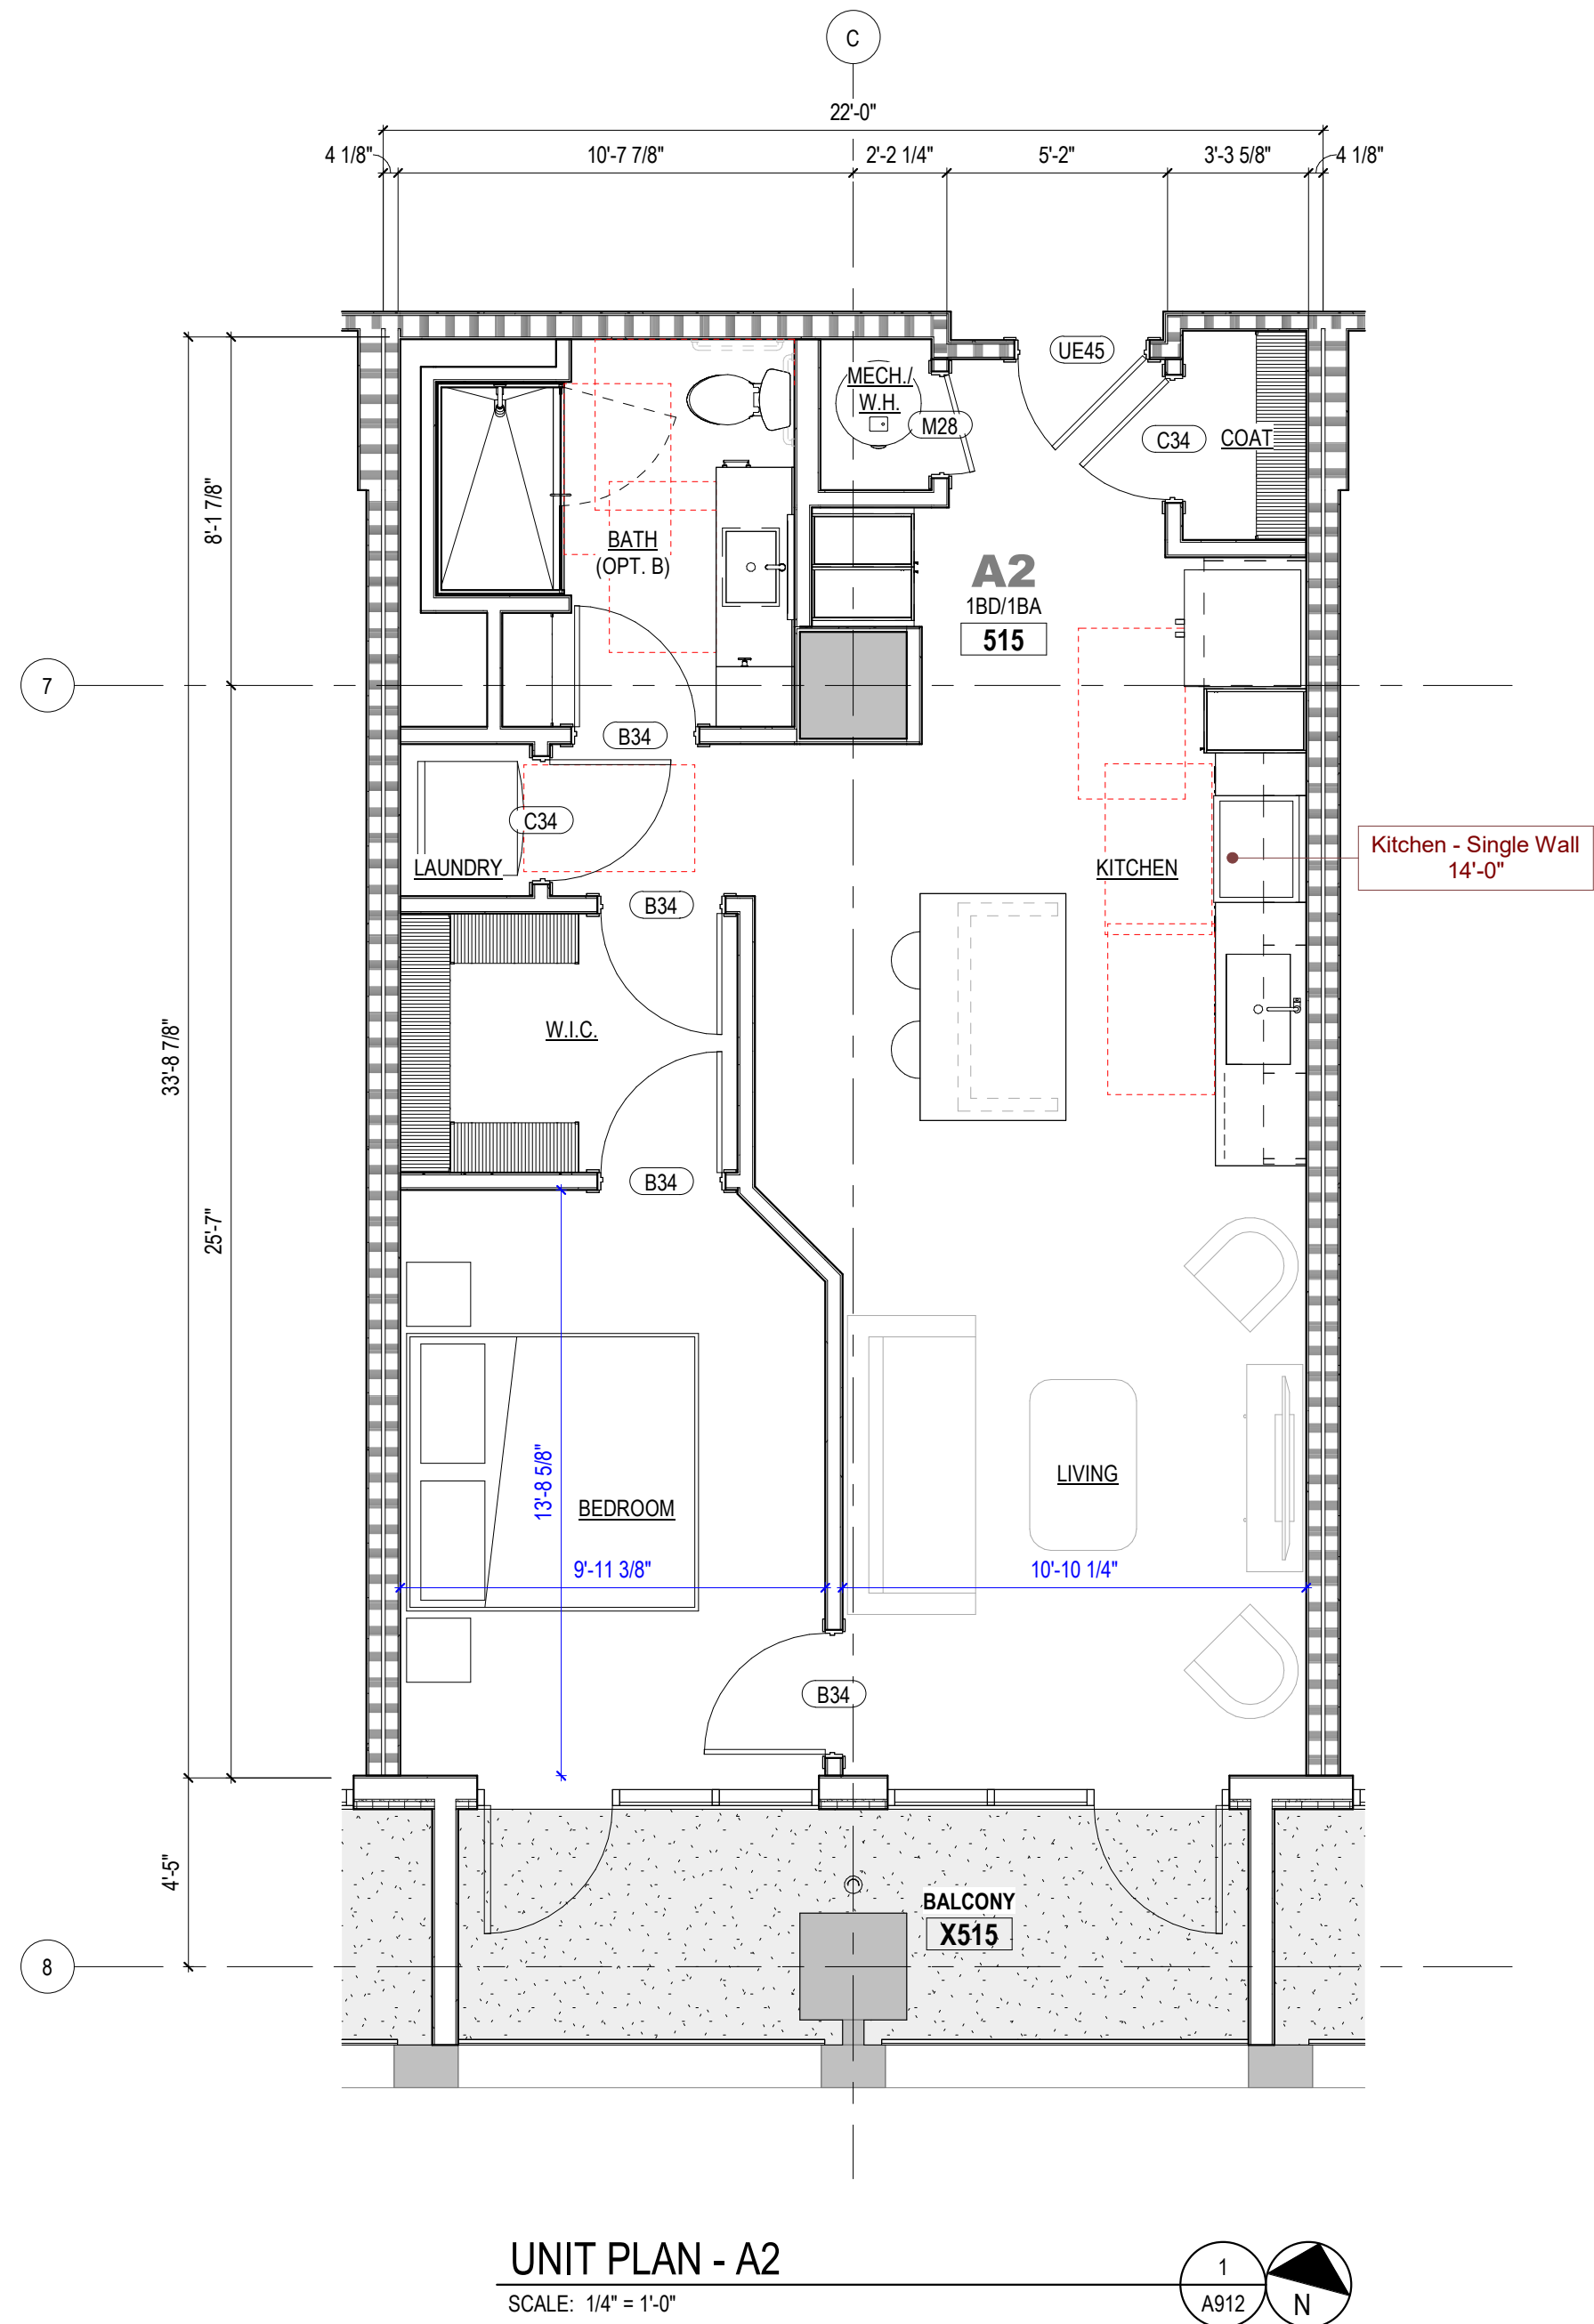 C
22'-0"
4 1/8"
10'-7 7/8"
2'-2 1/4"
5'-2"
3'-3 5/8"
4 1/8"
UE45
MECH./
W.H.
M28
C34
COAT
8'-1 7/8"
BATH
(OPT. B)
A2
1BD/1BA
515
7
B34
C34
LAUNDRY
KITCHEN
Kitchen - Single Wall
14'-0"
B34
W.I.C.
33'-8 7/8"
B34
25'-7"
13'-8 5/8"
BEDROOM
LIVING
9'-11 3/8"
10'-10 1/4"
B34
4'-5"
BALCONY
X515
8
UNIT PLAN - A2
SCALE: 1/4" = 1'-0"
1
A912
N